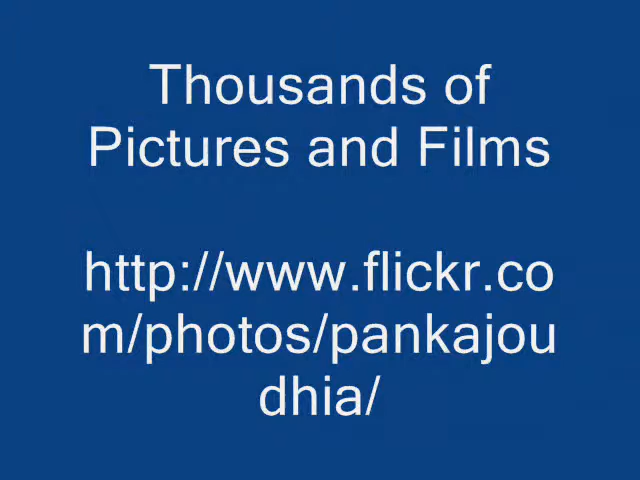 Thousands of
Pictures and Films
http://www.flickr.co
m/photos/pankajou
dhia/